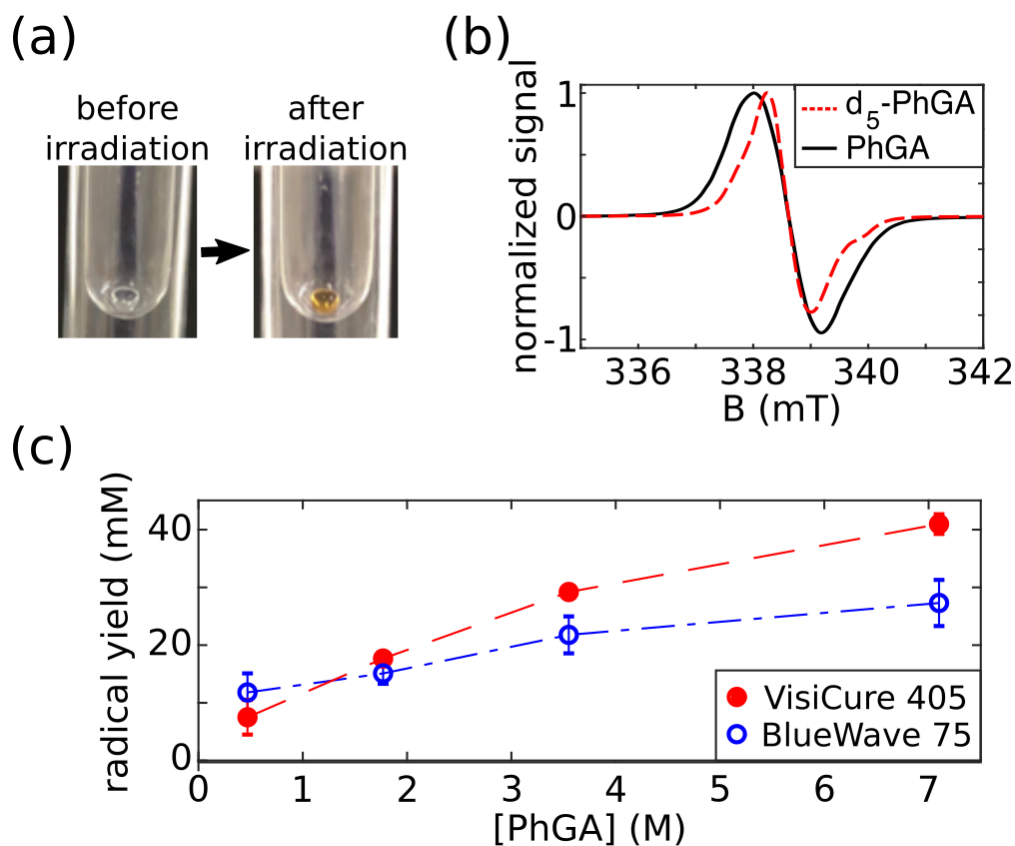 (a)
before
irradiation
after
irradiation
(b)
normalized signal
1
0
-1
d5-PhGA
PhGA
336
338
340
342
B (mT)
(c)
radical yield (mM)
40
20
0
VisiCure 405
BlueWave 75
0
1
2
3
4
5
6
7
[PhGA] (M)